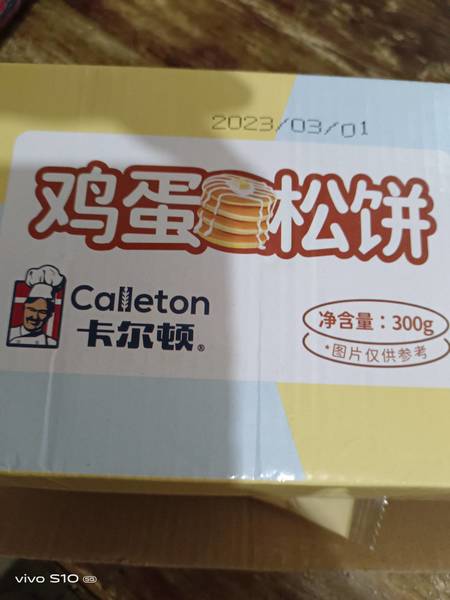 2023/03/01
鸡蛋松饼
Calleton
卡尔顿®
净含量：300g
*图片仅供参考
vivo S10 5G